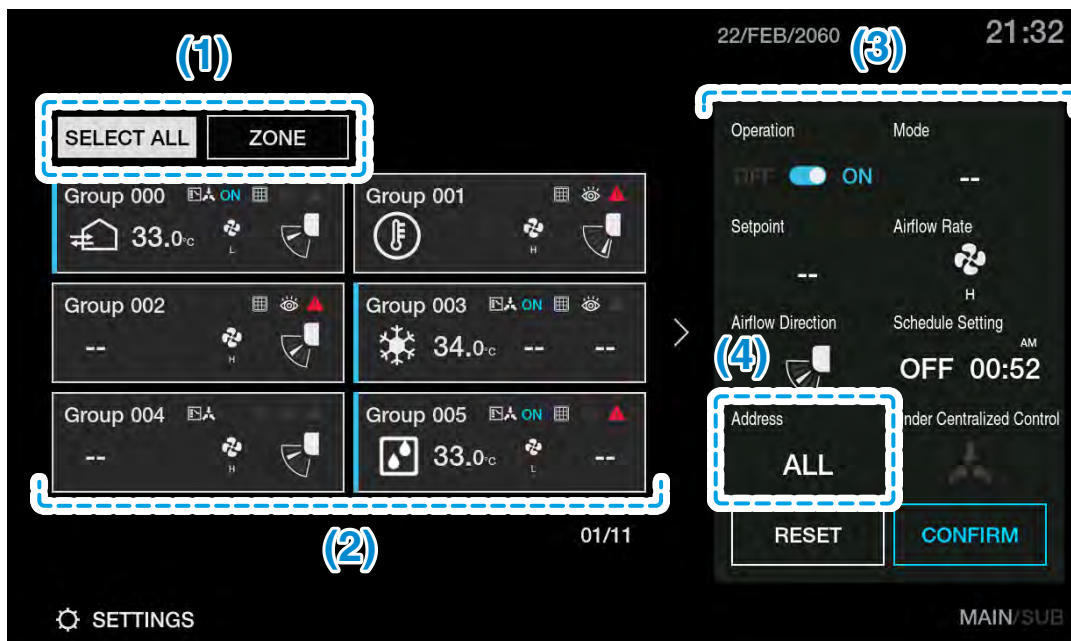 22/FEB/2060 21:32
(1)
(3)
SELECT ALL ZONE
Group 000 ON
33.0°C
L
Group 001
H
Group 002
--
H
Group 003 ON
34.0°C -- --
Group 004
--
H
Group 005 ON
33.0°C
L
--
(2)
01/11
Operation Mode
OFF ON --
Setpoint Airflow Rate
-- H
Airflow Direction Schedule Setting
(4)
AM
OFF 00:52
Address Under Centralized Control
ALL
RESET CONFIRM
SETTINGS MAIN/SUB